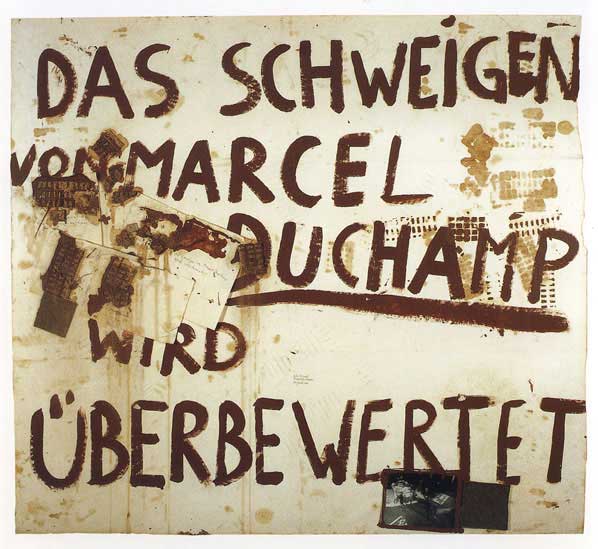 DAS SCHWEIGEN
VON MARCEL
DUCHAMP
WIRD
ÜBERBEWERTET